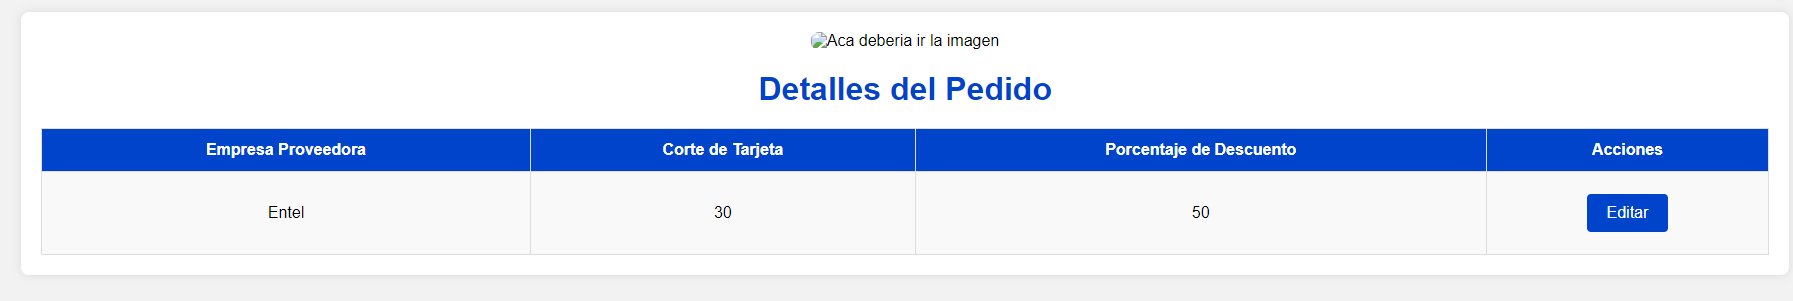 Aca deberia ir la imagen
Detalles del Pedido
Empresa Proveedora Corte de Tarjeta Porcentaje de Descuento Acciones
Entel 30 50 Editar